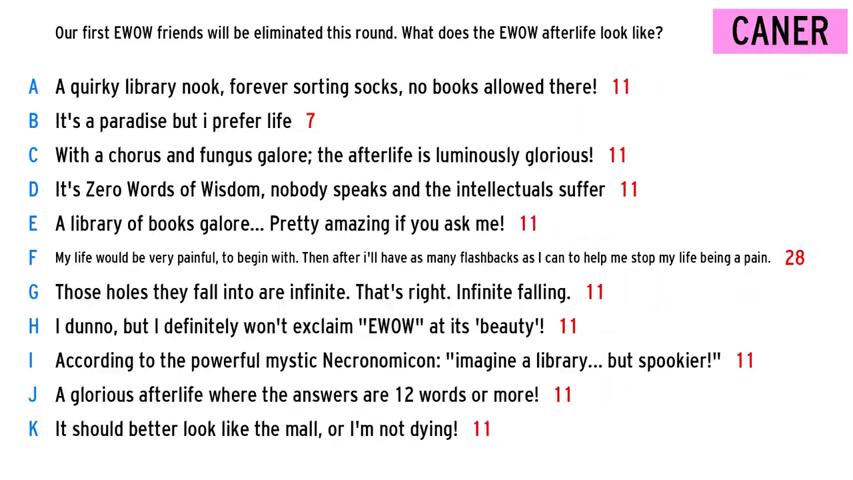 Our first EWOW friends will be eliminated this round. What does the EWOW afterlife look like?
CANER
A A quirky library nook, forever sorting socks, no books allowed there! 11
B It's a paradise but i prefer life 7
C With a chorus and fungus galore; the afterlife is luminously glorious! 11
D It's Zero Words of Wisdom, nobody speaks and the intellectuals suffer 11
E A library of books galore... Pretty amazing if you ask me! 11
F My life would be very painful, to begin with. Then after i'll have as many flashbacks as I can to help me stop my life being a pain. 28
G Those holes they fall into are infinite. That's right. Infinite falling. 11
H I dunno, but I definitely won't exclaim "EWOW" at its 'beauty'! 11
I According to the powerful mystic Necronomicon: "imagine a library... but spookier!" 11
J A glorious afterlife where the answers are 12 words or more! 11
K It should better look like the mall, or I'm not dying! 11